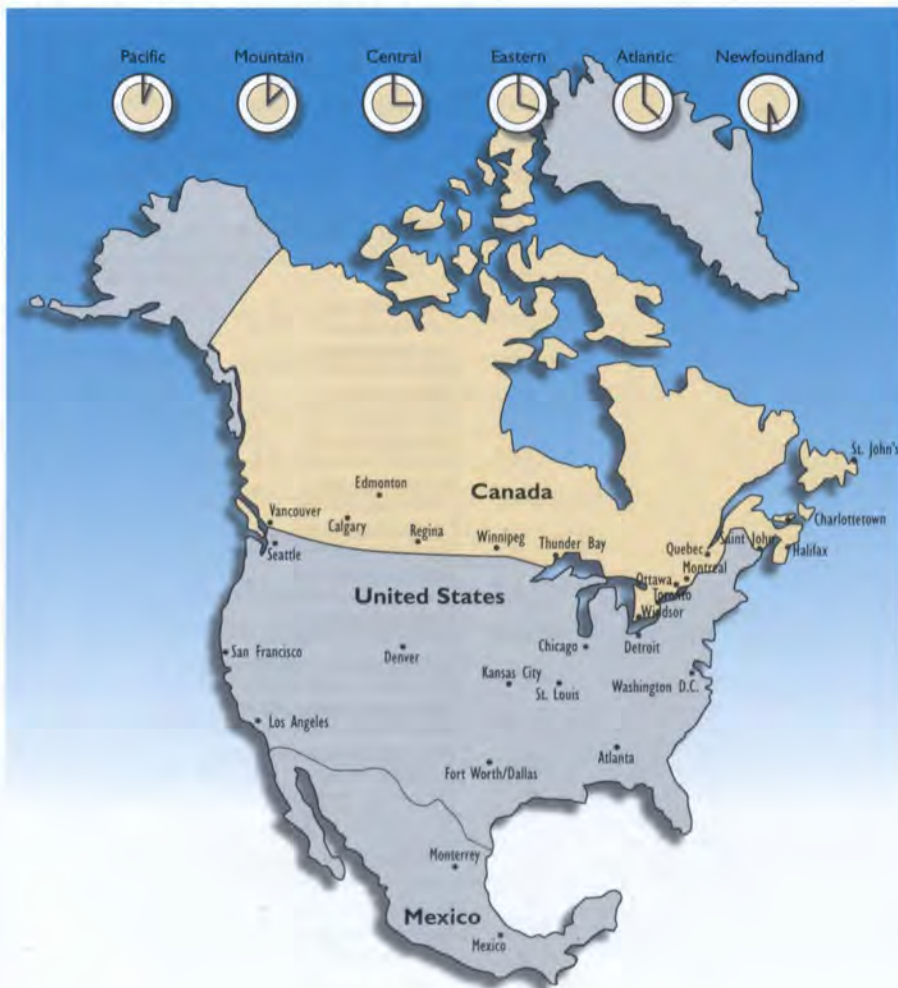 Pacific
Mountain
Central
Eastern
Atlantic
Newfoundland
St. John's
Edmonton
Canada
Vancouver
Calgary
Regina
Winnipeg
Thunder Bay
Quebec
Saint John
Charlottetown
Halifax
Seattle
Montreal
Ottawa
Toronto
United States
Windsor
San Francisco
Denver
Chicago
Detroit
Kansas City
St. Louis
Washington D.C.
Los Angeles
Atlanta
Fort Worth/Dallas
Monterrey
Mexico
Mexico